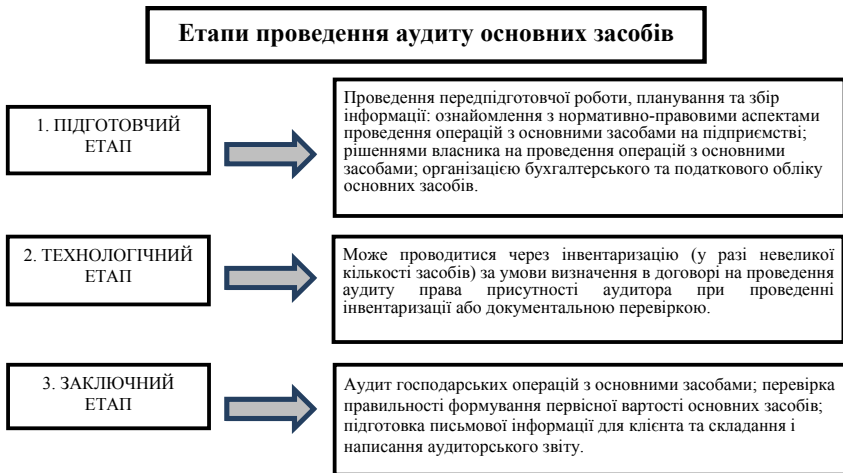 Етапи проведення аудиту основних засобів
1. ПІДГОТОВЧИЙ
ЕТАП
Проведення передпідготовчої роботи, планування та збір
інформації: ознайомлення з нормативно-правовими аспектами
проведення операцій з основними засобами на підприємстві;
рішеннями власника на проведення операцій з основними
засобами; організацією бухгалтерського та податкового обліку
основних засобів.
2. ТЕХНОЛОГІЧНИЙ
ЕТАП
Може проводитися через інвентаризацію (у разі невеликої
кількості засобів) за умови визначення в договорі на проведення
аудиту права присутності аудитора при проведенні
інвентаризації або документальною перевіркою.
3. ЗАКЛЮЧНИЙ
ЕТАП
Аудит господарських операцій з основними засобами; перевірка
правильності формування первісної вартості основних засобів;
підготовка письмової інформації для клієнта та складання і
написання аудиторського звіту.